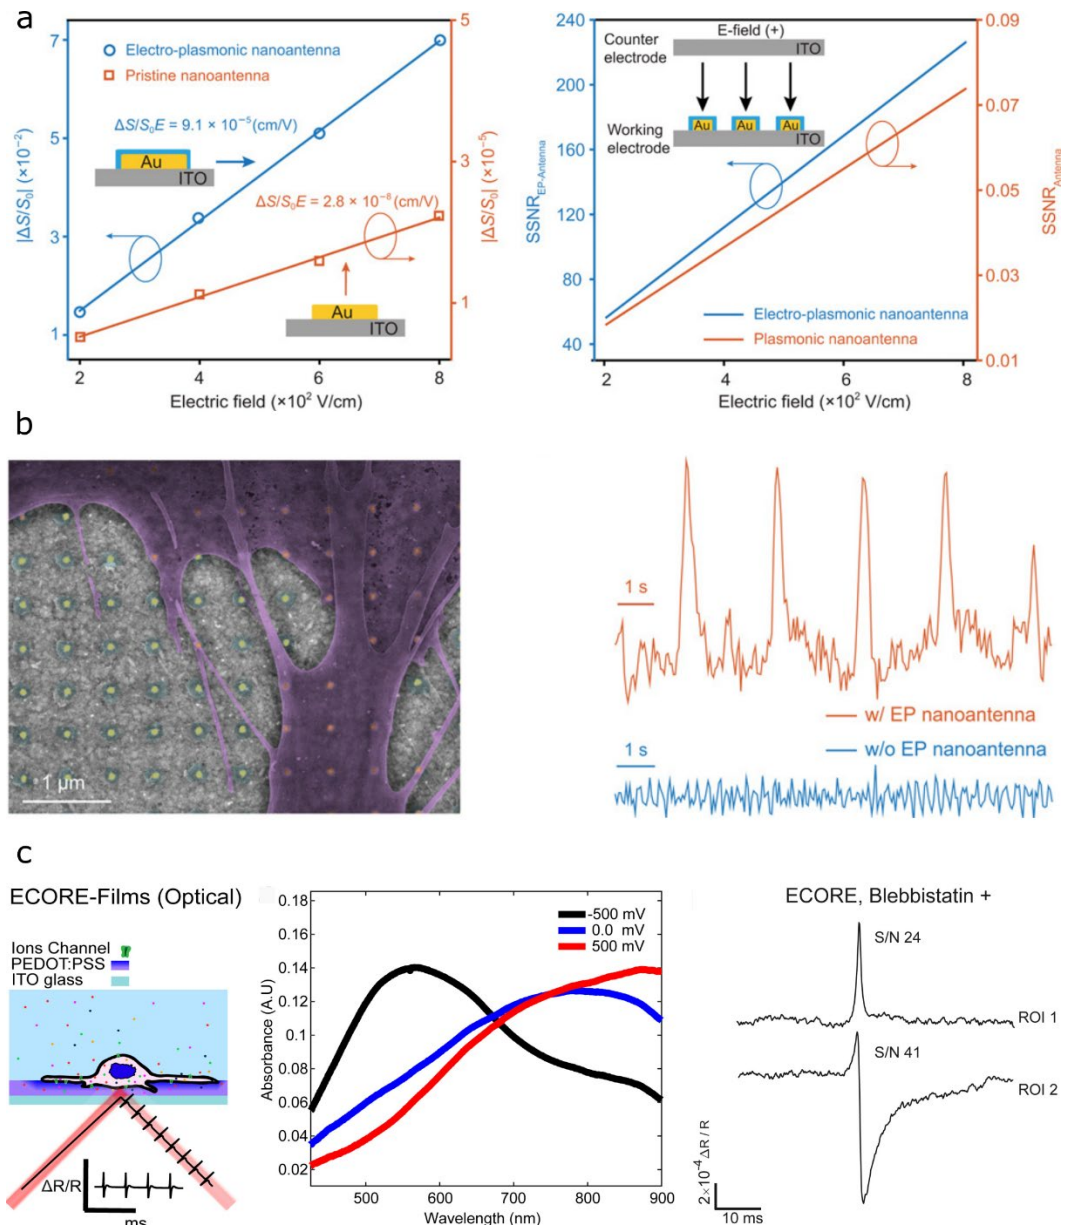 a
7
5
3
1
|ΔS/S₀| (×10⁻²)
Electro-plasmonic nanoantenna
Pristine nanoantenna
ΔS/S₀E = 9.1 × 10⁻⁵(cm/V)
Au
ITO
ΔS/S₀E = 2.8 × 10⁻⁸(cm/V)
Au
ITO
5
3
1
|ΔS/S₀| (×10⁻⁵)
2 4 6 8
Electric field (×10² V/cm)
240
200
160
120
80
40
SSNR_EP-Antenna
Counter electrode
E-field (+)
ITO
Working electrode
Au Au Au
ITO
Electro-plasmonic nanoantenna
Plasmonic nanoantenna
0.09
0.07
0.05
0.03
0.01
SSNR_Antenna
2 4 6 8
Electric field (×10² V/cm)
b
1 μm
1 s
w/ EP nanoantenna
1 s
w/o EP nanoantenna
c
ECORE-Films (Optical)
Ions Channel
PEDOT:PSS
ITO glass
ΔR/R
ms
0.18
0.16
0.14
0.12
0.1
0.08
0.06
0.04
0.02
Absorbance (A.U)
-500 mV
0.0 mV
500 mV
500 600 700 800 900
Wavelength (nm)
ECORE, Blebbistatin +
S/N 24
ROI 1
S/N 41
ROI 2
2×10⁻⁴ ΔR / R
10 ms